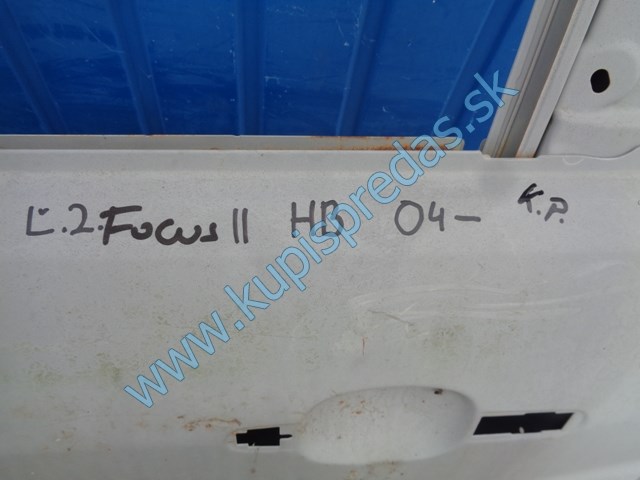 Ľ.2. Focus II HB 04- K.P.
www.kupispredas.sk